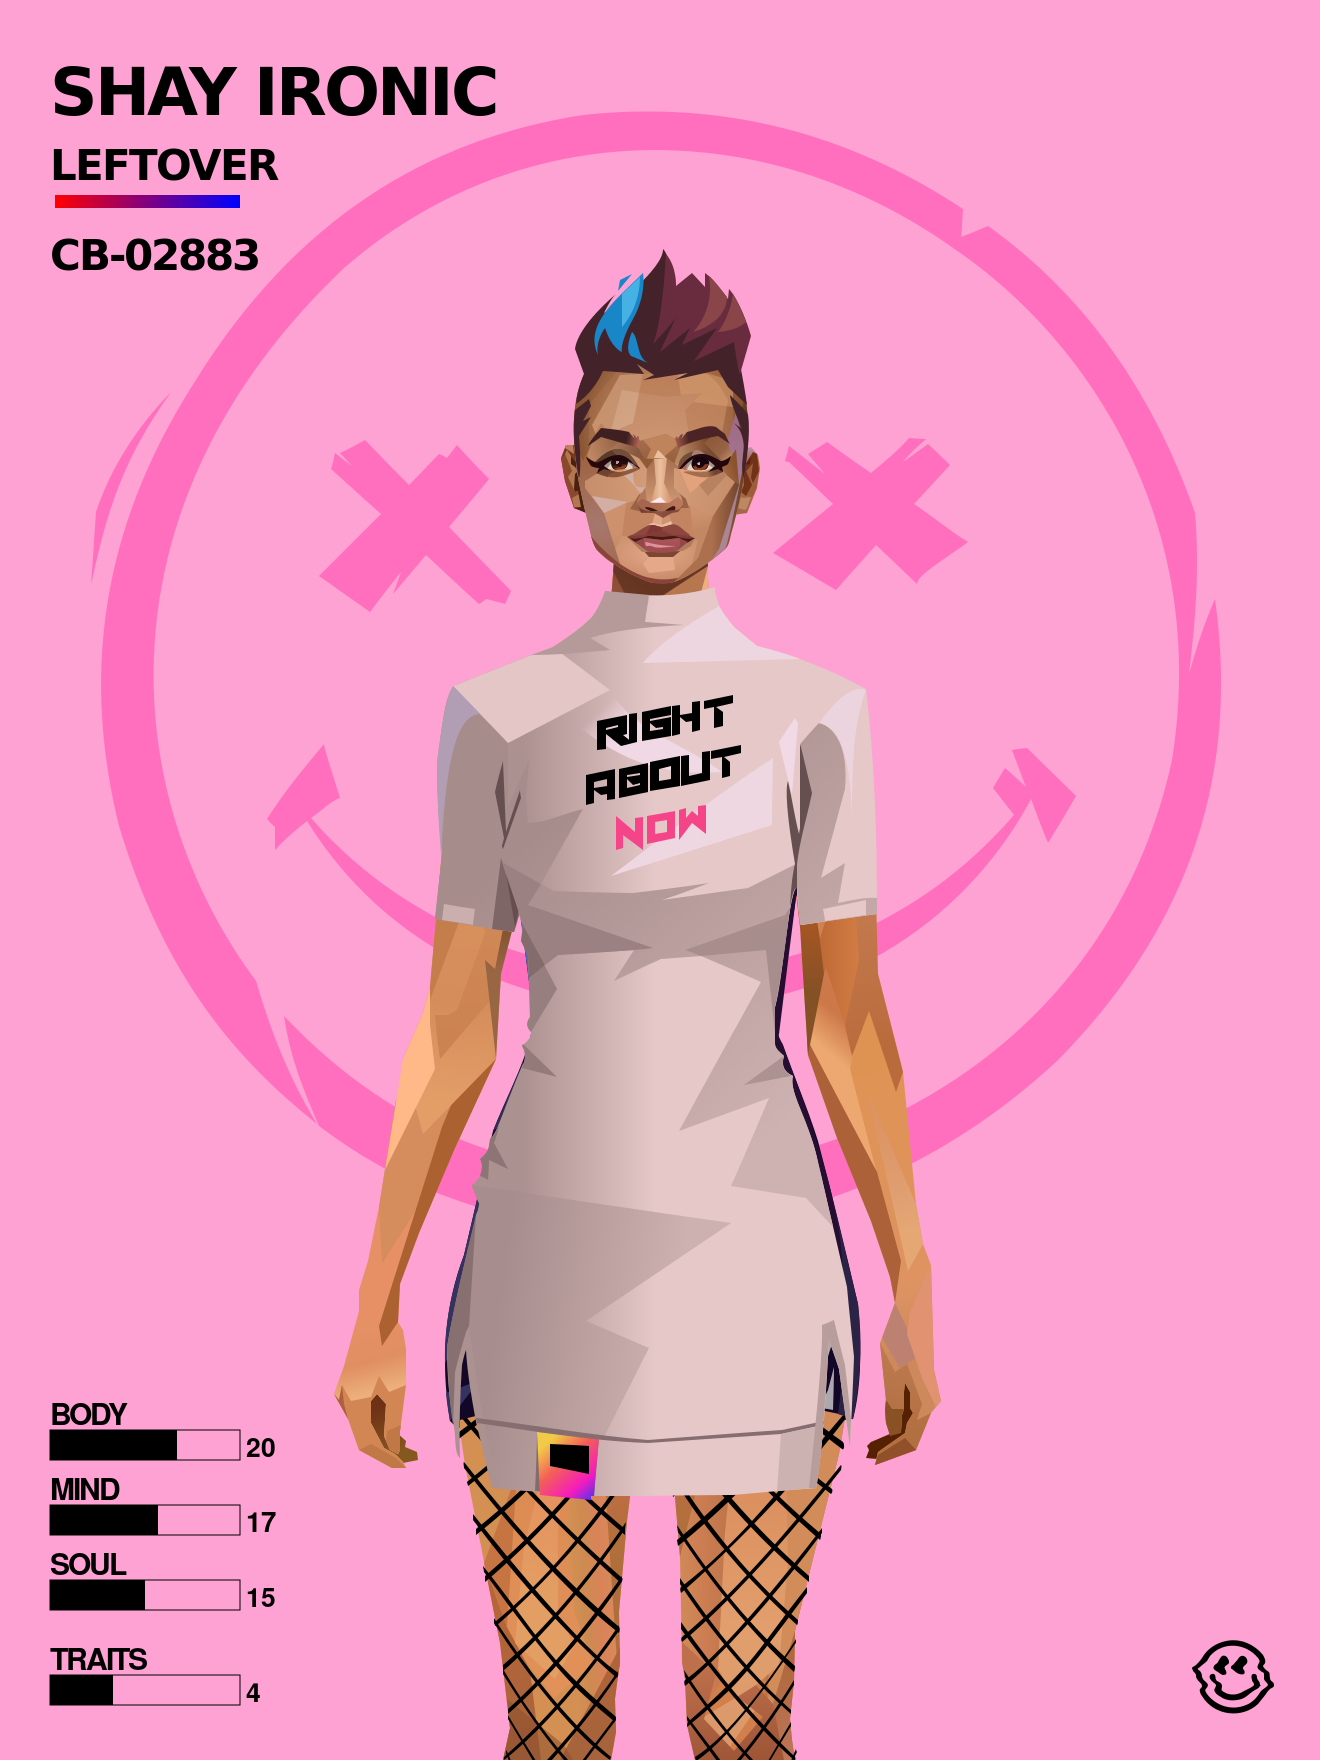 SHAY IRONIC
LEFTOVER
CB-02883
RIGHT
ABOUT
NOW
BODY
20
MIND
17
SOUL
15
TRAITS
4